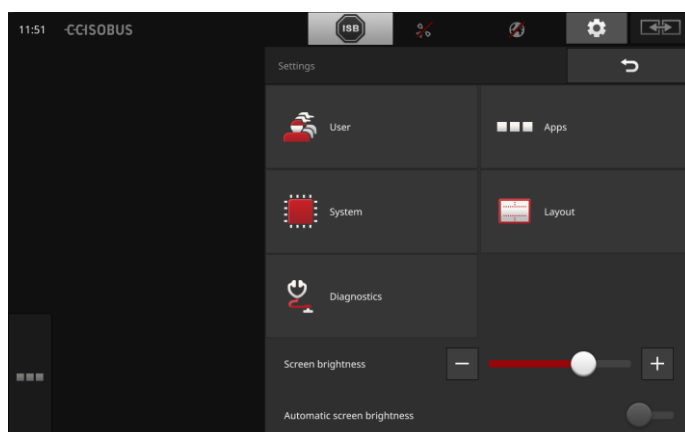 11:51 CCISOBUS ISB
Settings
User
Apps
System
Layout
Diagnostics
Screen brightness
Automatic screen brightness